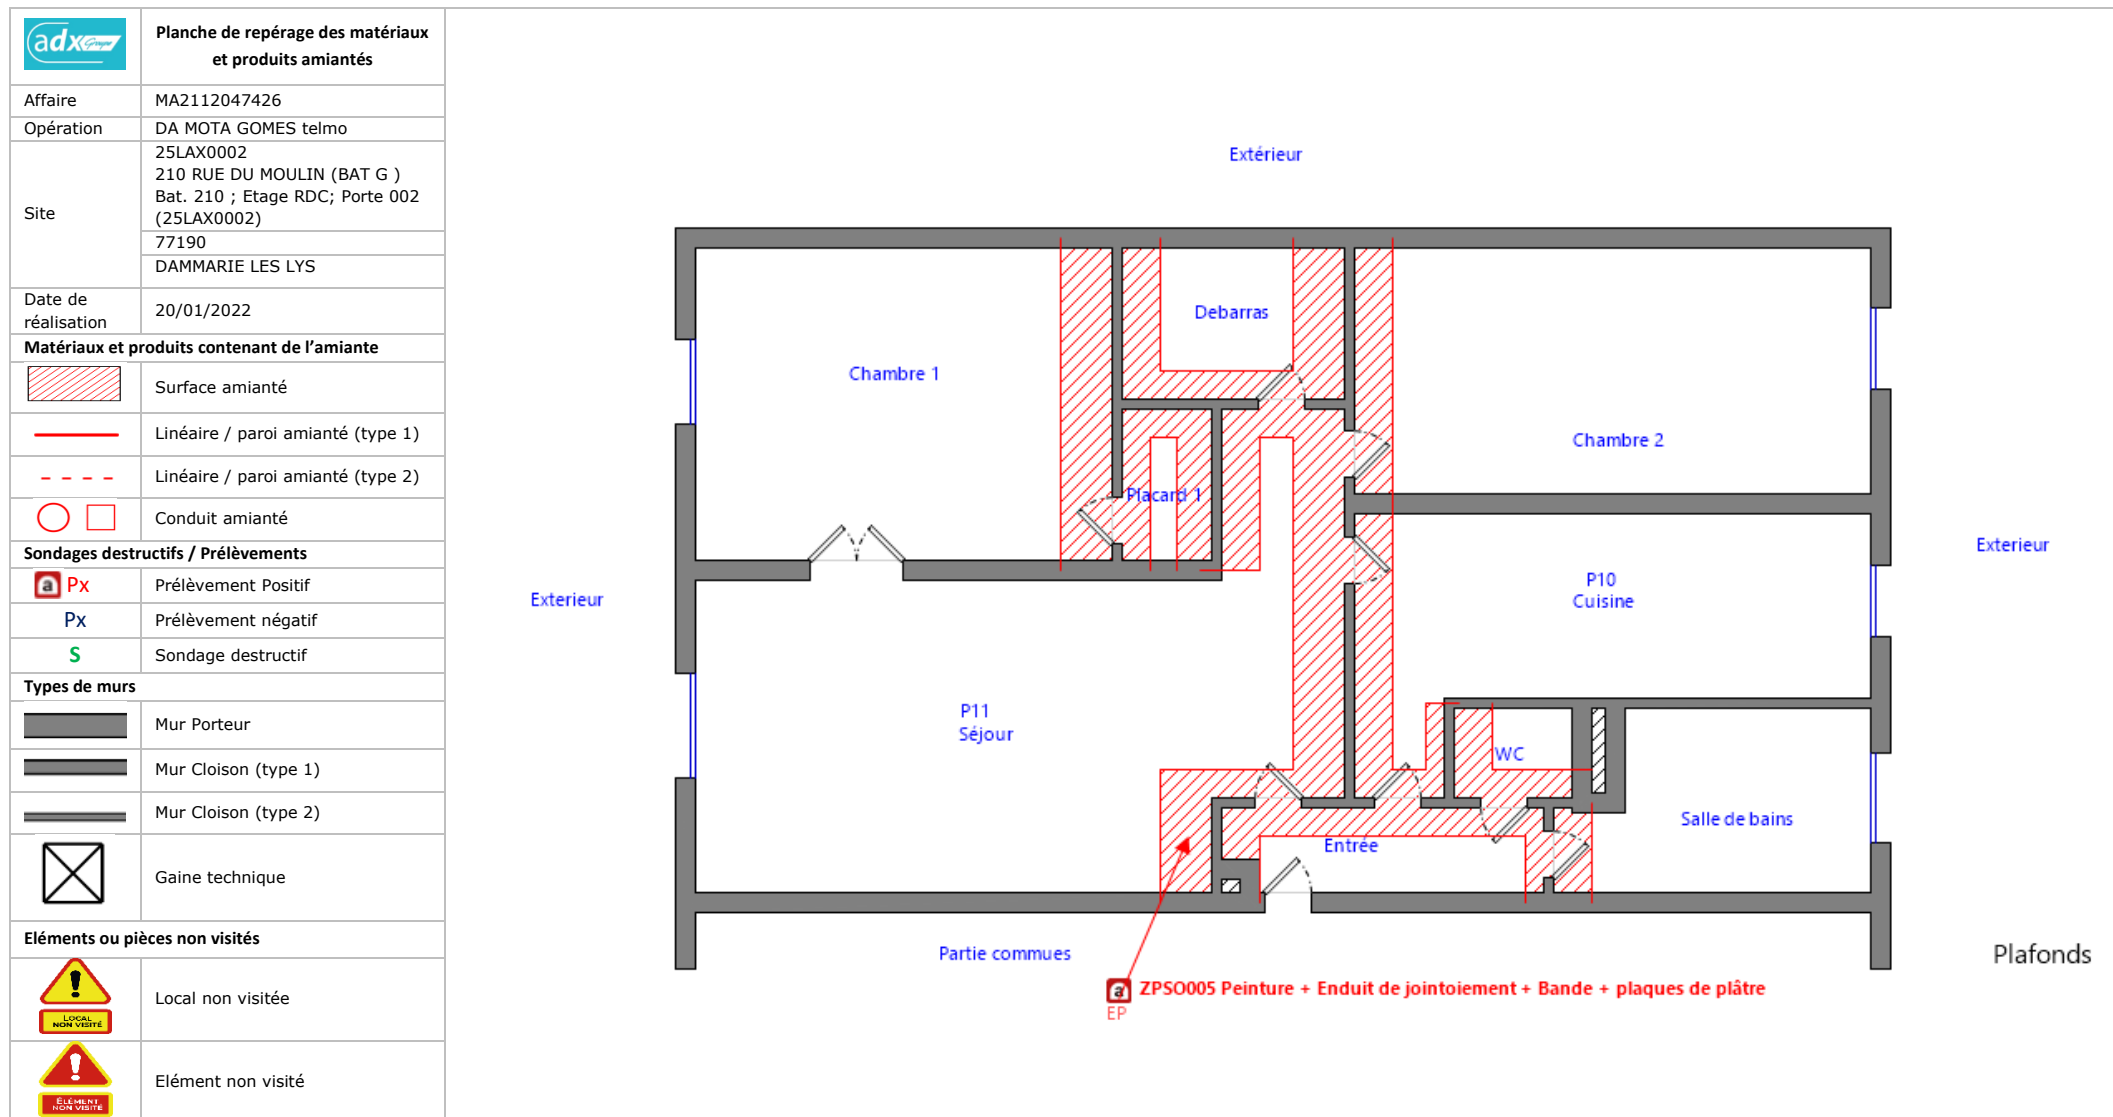 adx Groupe
Planche de repérage des matériaux
et produits amiantés
Affaire
MA2112047426
Opération
DA MOTA GOMES telmo
Site
25LAX0002
210 RUE DU MOULIN (BAT G )
Bat. 210 ; Etage RDC; Porte 002
(25LAX0002)
77190
DAMMARIE LES LYS
Date de
réalisation
20/01/2022
Matériaux et produits contenant de l’amiante
Surface amianté
Linéaire / paroi amianté (type 1)
Linéaire / paroi amianté (type 2)
Conduit amianté
Sondages destructifs / Prélèvements
a Px
Prélèvement Positif
Px
Prélèvement négatif
S
Sondage destructif
Types de murs
Mur Porteur
Mur Cloison (type 1)
Mur Cloison (type 2)
Gaine technique
Eléments ou pièces non visités
LOCAL
NON VISITÉ
Local non visitée
ÉLÉMENT
NON VISITÉ
Elément non visité
Extérieur
Debarras
Chambre 1
Chambre 2
Placard 1
Exterieur
P10
Cuisine
Exterieur
P11
Séjour
WC
Salle de bains
Entrée
Partie commues
Plafonds
a ZPSO005 Peinture + Enduit de jointoiement + Bande + plaques de plâtre
EP